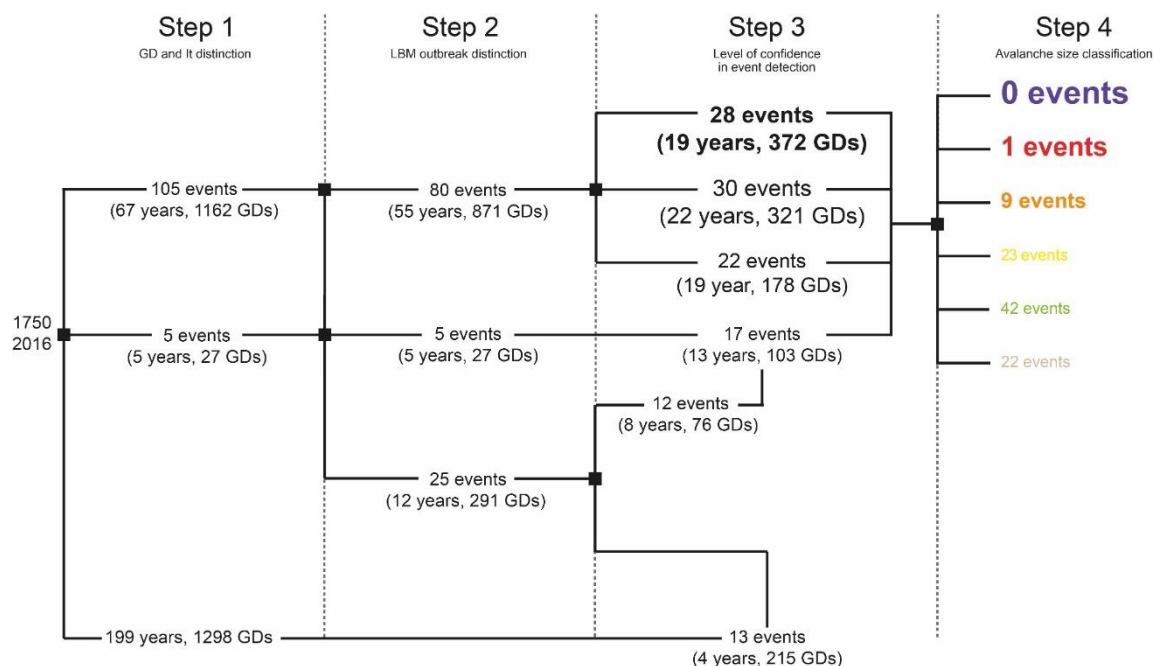 Step 1
GD and It distinction
Step 2
LBM outbreak distinction
Step 3
Level of confidence
in event detection
Step 4
Avalanche size classification
0 events
28 events
(19 years, 372 GDs)
1 events
105 events
(67 years, 1162 GDs)
80 events
(55 years, 871 GDs)
30 events
(22 years, 321 GDs)
9 events
22 events
(19 year, 178 GDs)
23 events
1750
2016
5 events
(5 years, 27 GDs)
5 events
(5 years, 27 GDs)
17 events
(13 years, 103 GDs)
42 events
22 events
12 events
(8 years, 76 GDs)
25 events
(12 years, 291 GDs)
199 years, 1298 GDs
13 events
(4 years, 215 GDs)